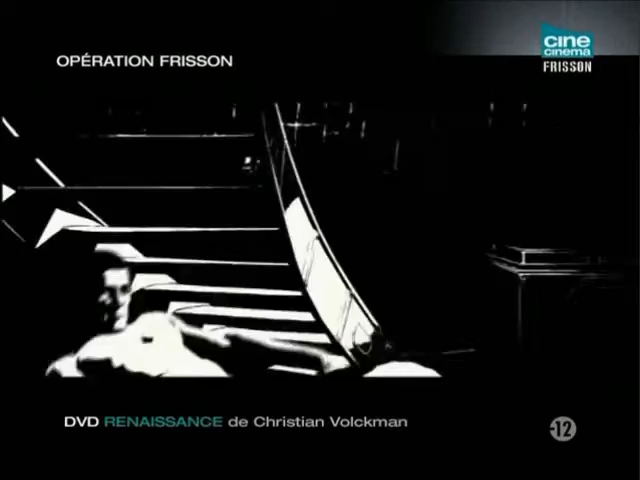 OPÉRATION FRISSON
cine
cinema
FRISSON
DVD RENAISSANCE de Christian Volckman
-12